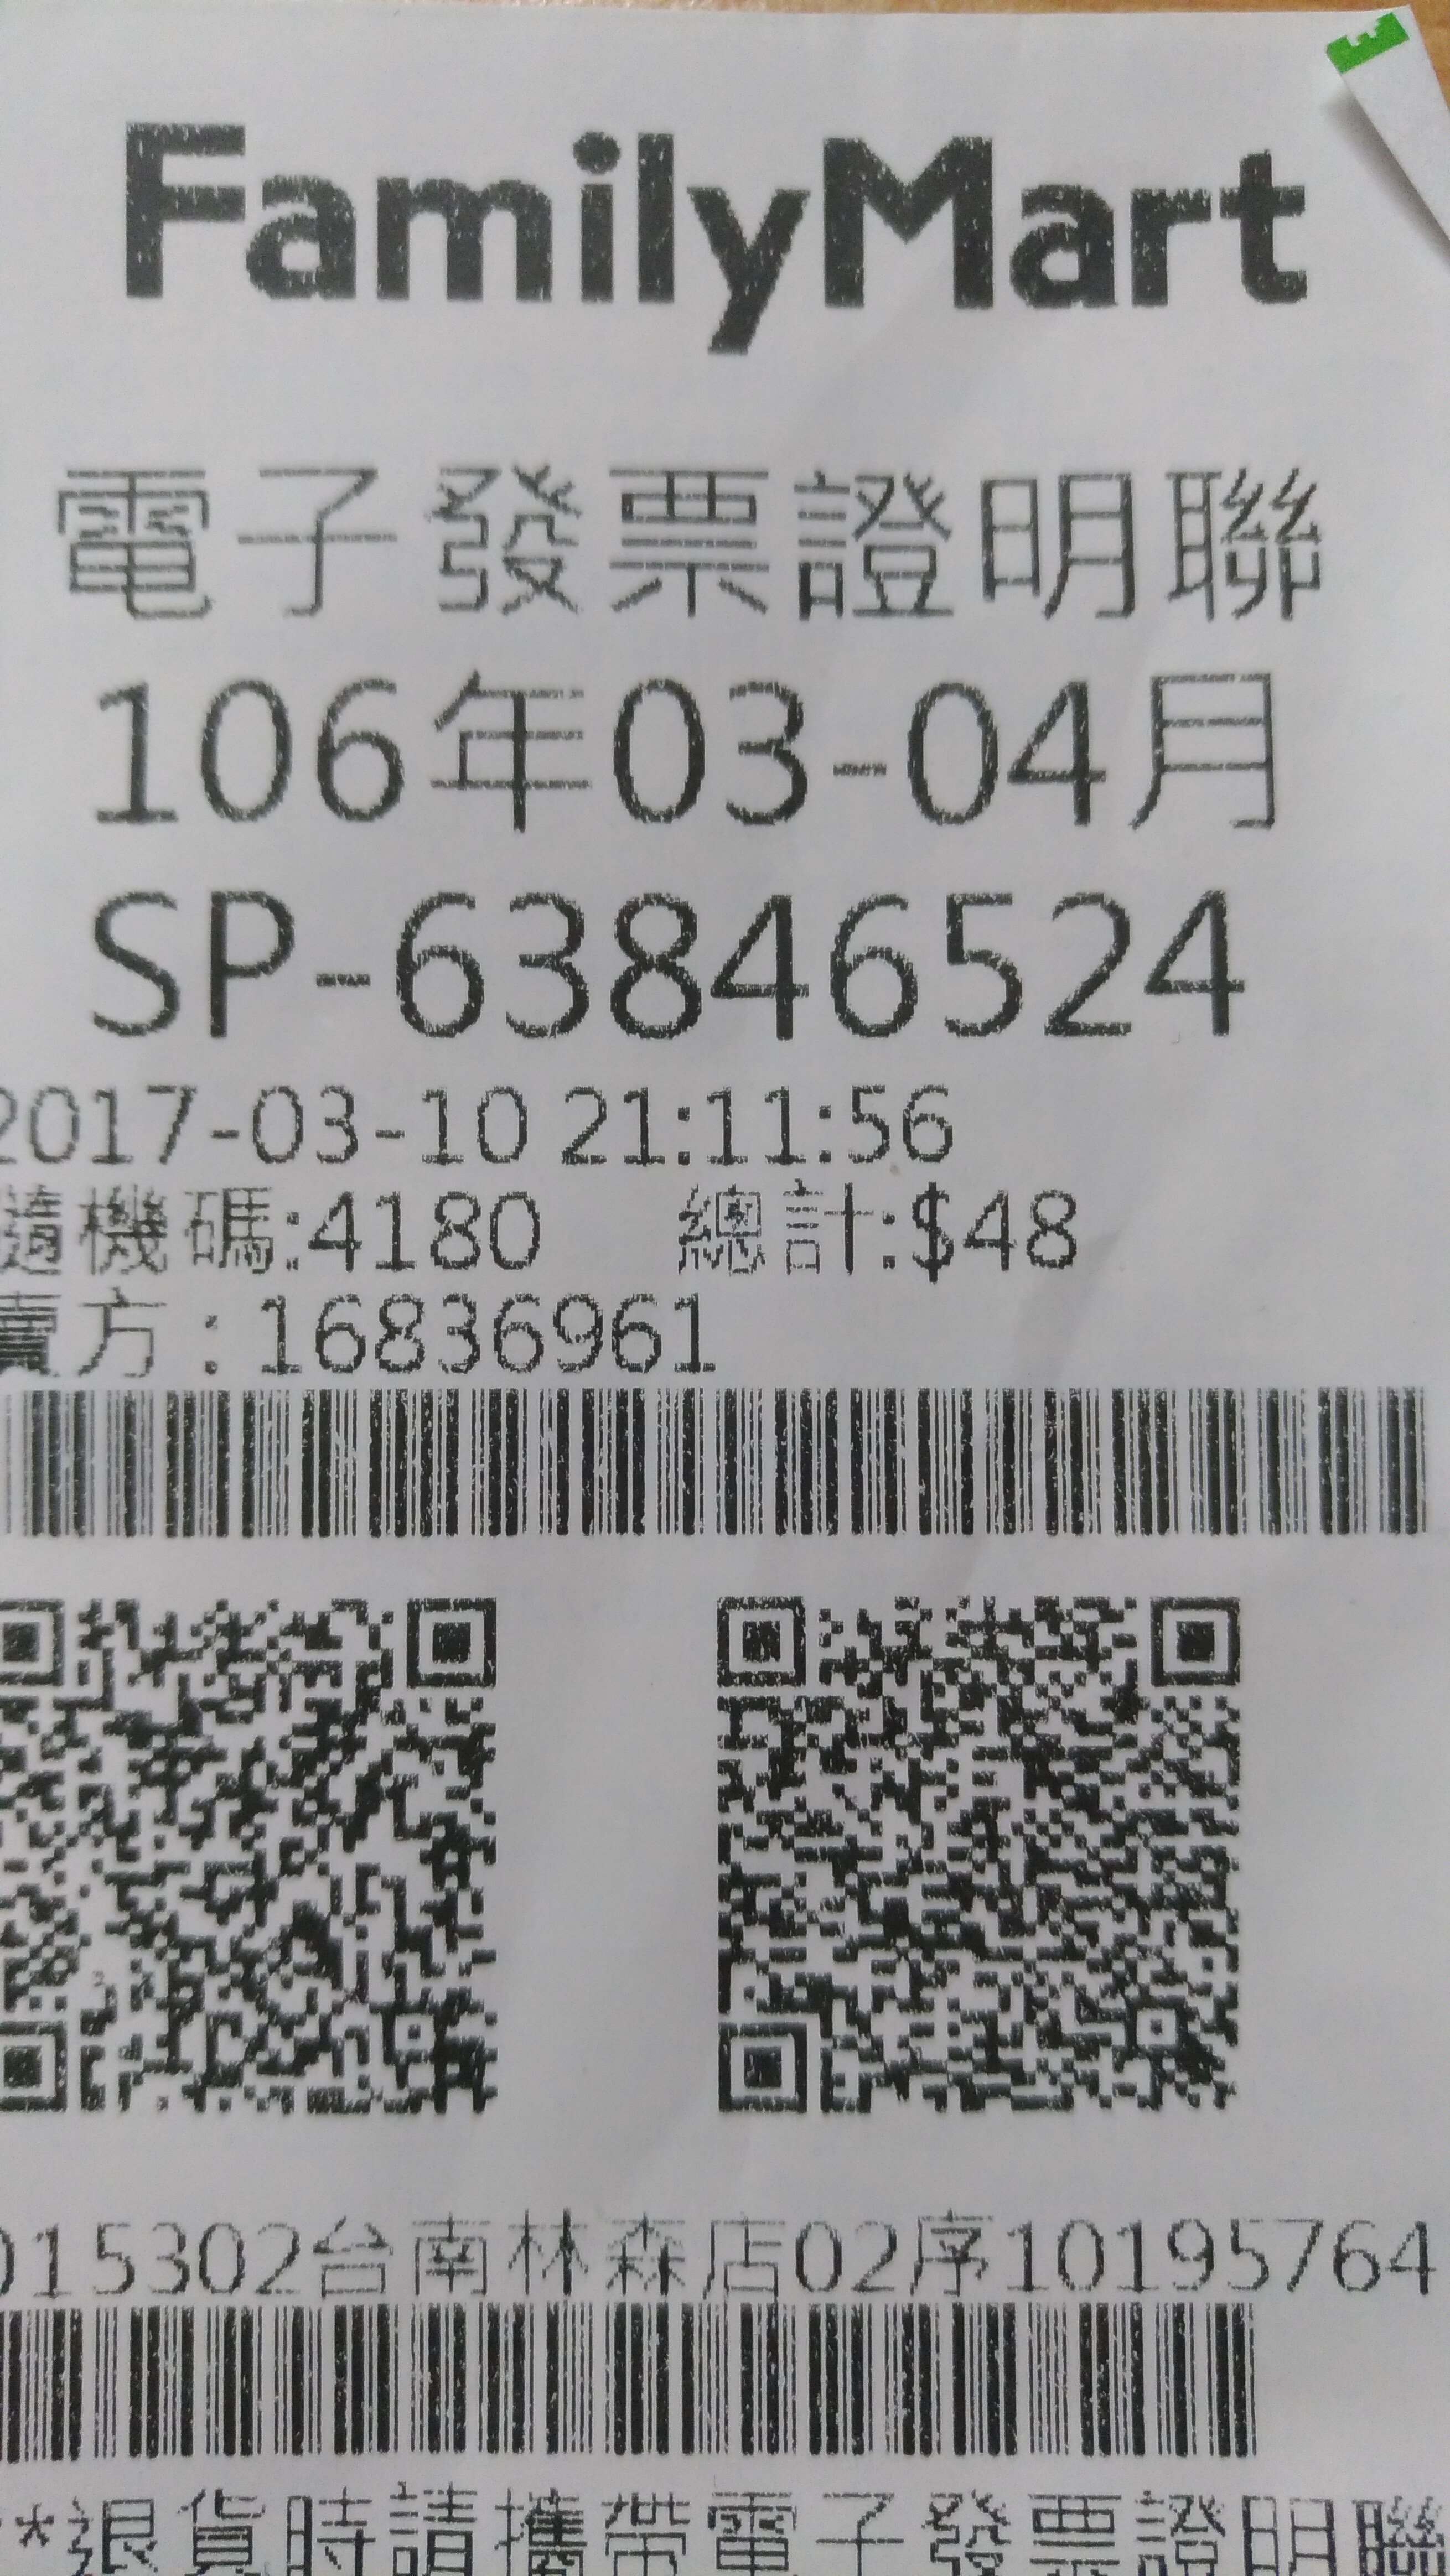 FamilyMart
電子發票證明聯
106年03-04月
SP-63846524
2017-03-10 21:11:56
隨機碼:4180 總計:$48
賣方:16836961
015302台南林森店02序10195764
*退貨時請攜帶電子發票證明聯